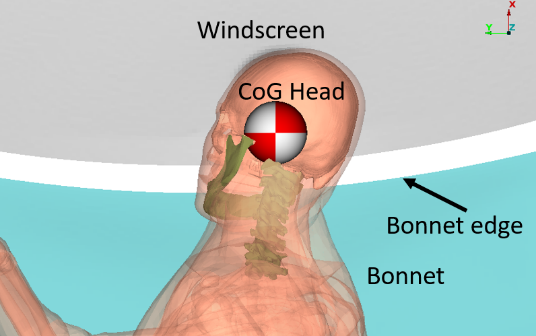 X
Y Z
Windscreen
CoG Head
Bonnet edge
Bonnet